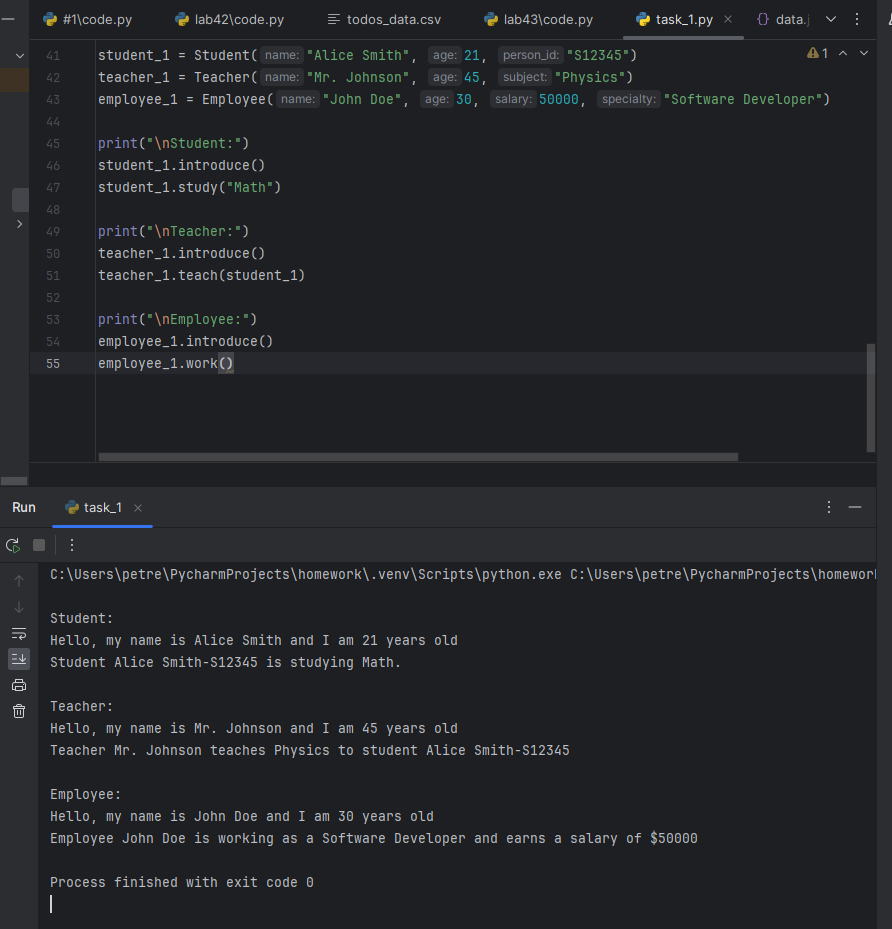 #1\code.py lab42\code.py todos_data.csv lab43\code.py task_1.py data.j
1
41 student_1 = Student( name: "Alice Smith", age: 21, person_id: "S12345")
42 teacher_1 = Teacher( name: "Mr. Johnson", age: 45, subject: "Physics")
43 employee_1 = Employee( name: "John Doe", age: 30, salary: 50000, specialty: "Software Developer")
44
45 print("\nStudent:")
46 student_1.introduce()
47 student_1.study("Math")
48
49 print("\nTeacher:")
50 teacher_1.introduce()
51 teacher_1.teach(student_1)
52
53 print("\nEmployee:")
54 employee_1.introduce()
55 employee_1.work()
Run task_1
C:\Users\petre\PycharmProjects\homework\.venv\Scripts\python.exe C:\Users\petre\PycharmProjects\homework
Student:
Hello, my name is Alice Smith and I am 21 years old
Student Alice Smith-S12345 is studying Math.
Teacher:
Hello, my name is Mr. Johnson and I am 45 years old
Teacher Mr. Johnson teaches Physics to student Alice Smith-S12345
Employee:
Hello, my name is John Doe and I am 30 years old
Employee John Doe is working as a Software Developer and earns a salary of $50000
Process finished with exit code 0